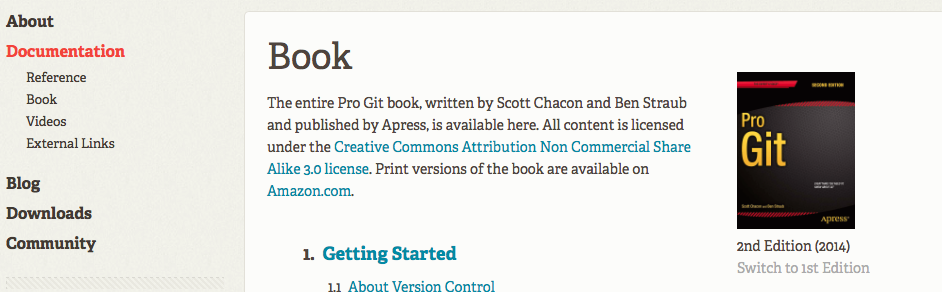 About
Documentation
Reference
Book
Videos
External Links
Blog
Downloads
Community
Book
The entire Pro Git book, written by Scott Chacon and Ben Straub
and published by Apress, is available here. All content is licensed
under the Creative Commons Attribution Non Commercial Share
Alike 3.0 license. Print versions of the book are available on
Amazon.com.
1. Getting Started
1.1 About Version Control
SECOND EDITION
Pro
Git
Scott Chacon and Ben Straub
Apress®
2nd Edition (2014)
Switch to 1st Edition